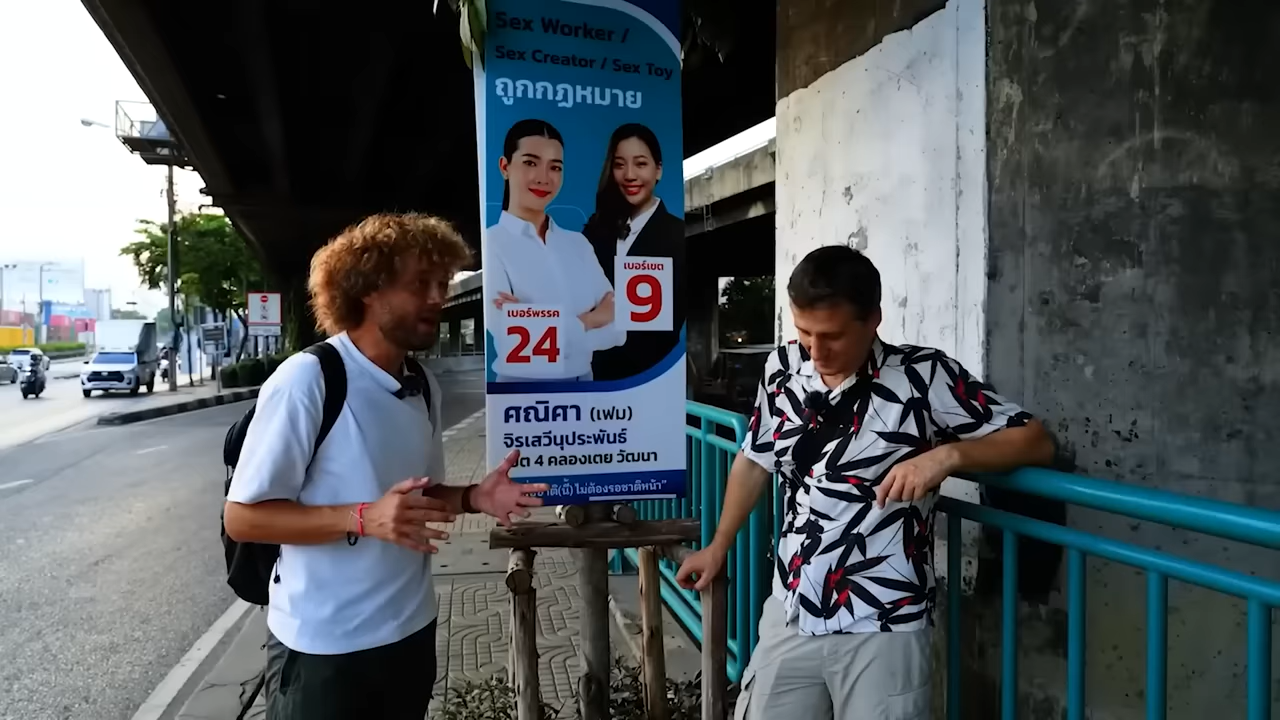 Sex Worker /
Sex Creator / Sex Toy
ถูกกฎหมาย
เบอร์เขต
9
เบอร์พรรค
24
ศณิศา (เฟม)
จิรเสวีนุประพันธ์
4 คลองเตย วัฒนา
ไม่ต้องรอชาติหน้า"